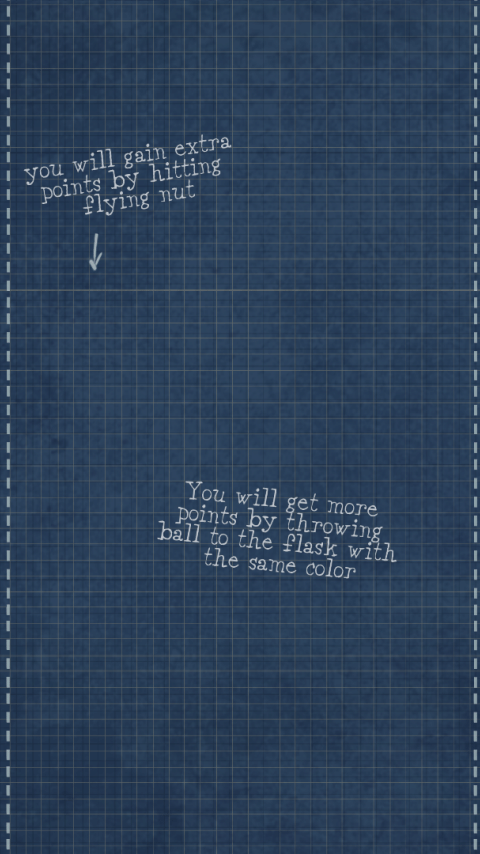 you will gain extra
points by hitting
flying nut
You will get more
points by throwing
ball to the flask with
the same color